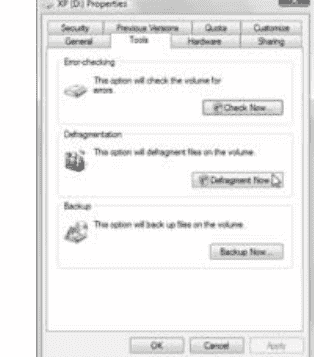 XP (D:) Properties
Security Previous Versions Quota Customize
General Tools Hardware Sharing
Error-checking
This option will check the volume for
errors.
Check Now...
Defragmentation
This option will defragment files on the volume.
Defragment Now
Backup
This option will back up files on the volume.
Backup Now...
OK Cancel Apply